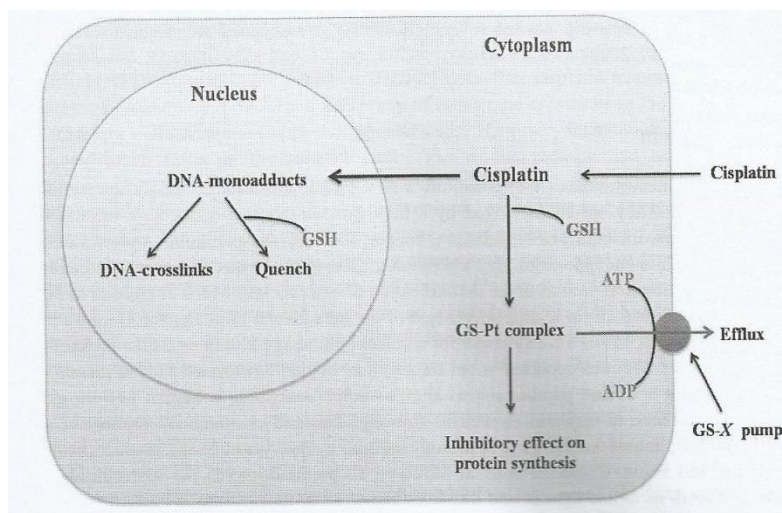 Cytoplasm
Nucleus
DNA-monoadducts
Cisplatin
Cisplatin
GSH
GSH
DNA-crosslinks
Quench
ATP
GS-Pt complex
Efflux
ADP
GS-X pump
Inhibitory effect on
protein synthesis